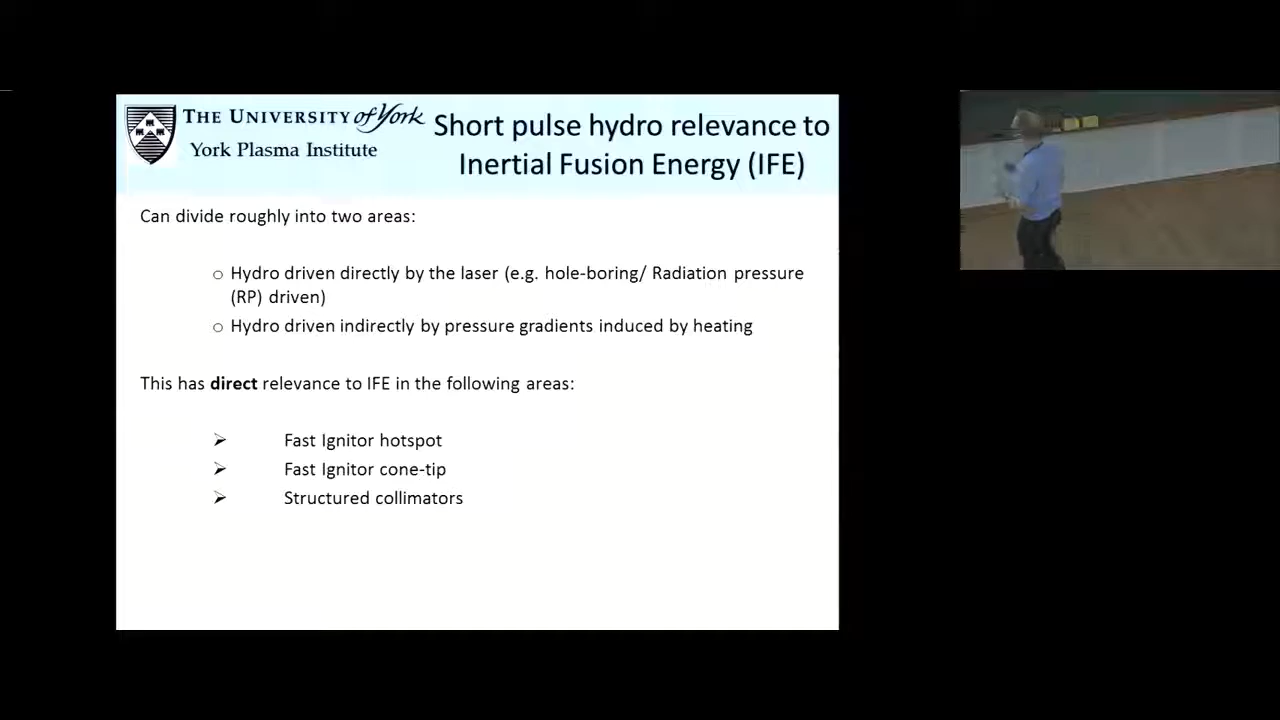 THE UNIVERSITY of York
York Plasma Institute
Short pulse hydro relevance to
Inertial Fusion Energy (IFE)
Can divide roughly into two areas:
o Hydro driven directly by the laser (e.g. hole-boring/ Radiation pressure
(RP) driven)
o Hydro driven indirectly by pressure gradients induced by heating
This has direct relevance to IFE in the following areas:
➢ Fast Ignitor hotspot
➢ Fast Ignitor cone-tip
➢ Structured collimators